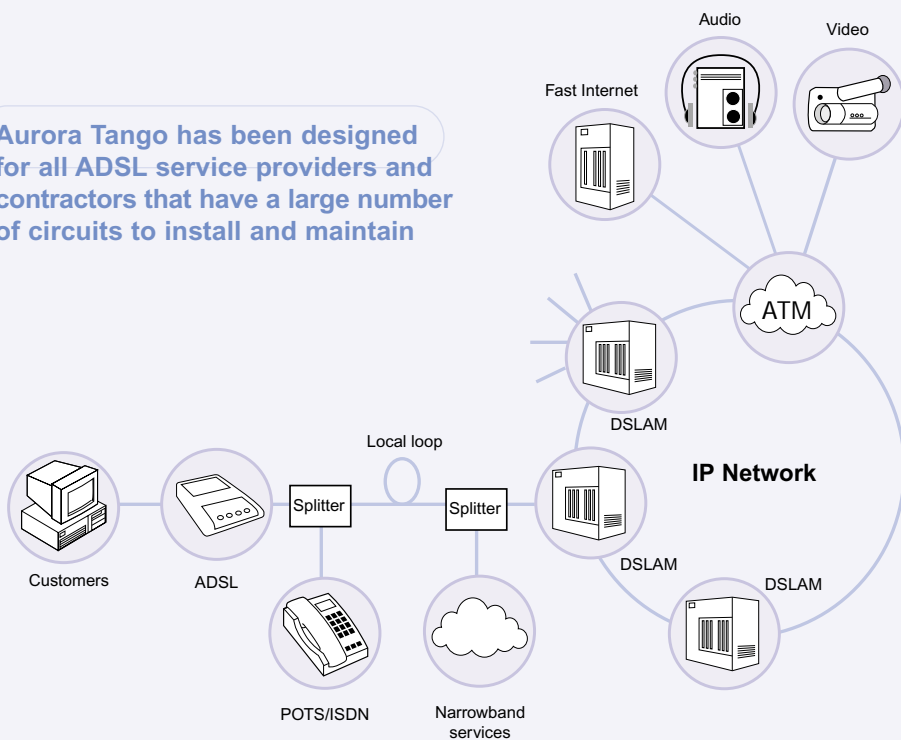 Audio
Video
Fast Internet
Aurora Tango has been designed
for all ADSL service providers and
contractors that have a large number
of circuits to install and maintain
ATM
DSLAM
Local loop
IP Network
Splitter
Splitter
DSLAM
DSLAM
Customers
ADSL
POTS/ISDN
Narrowband
services